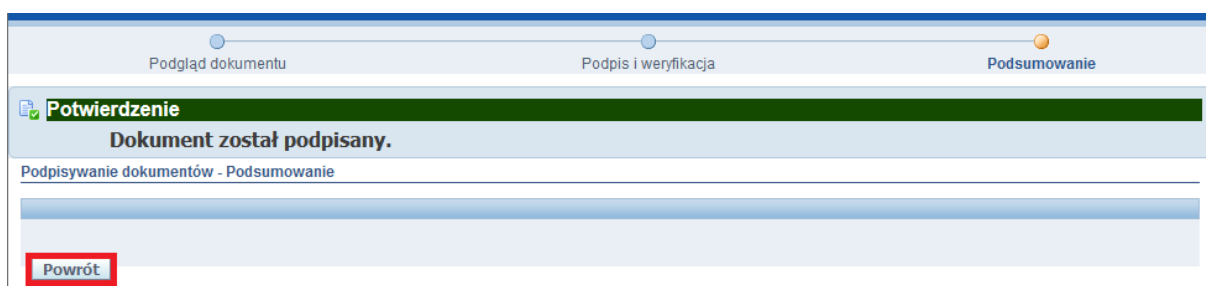 Podgląd dokumentu
Podpis i weryfikacja
Podsumowanie
Potwierdzenie
Dokument został podpisany.
Podpisywanie dokumentów - Podsumowanie
Powrót